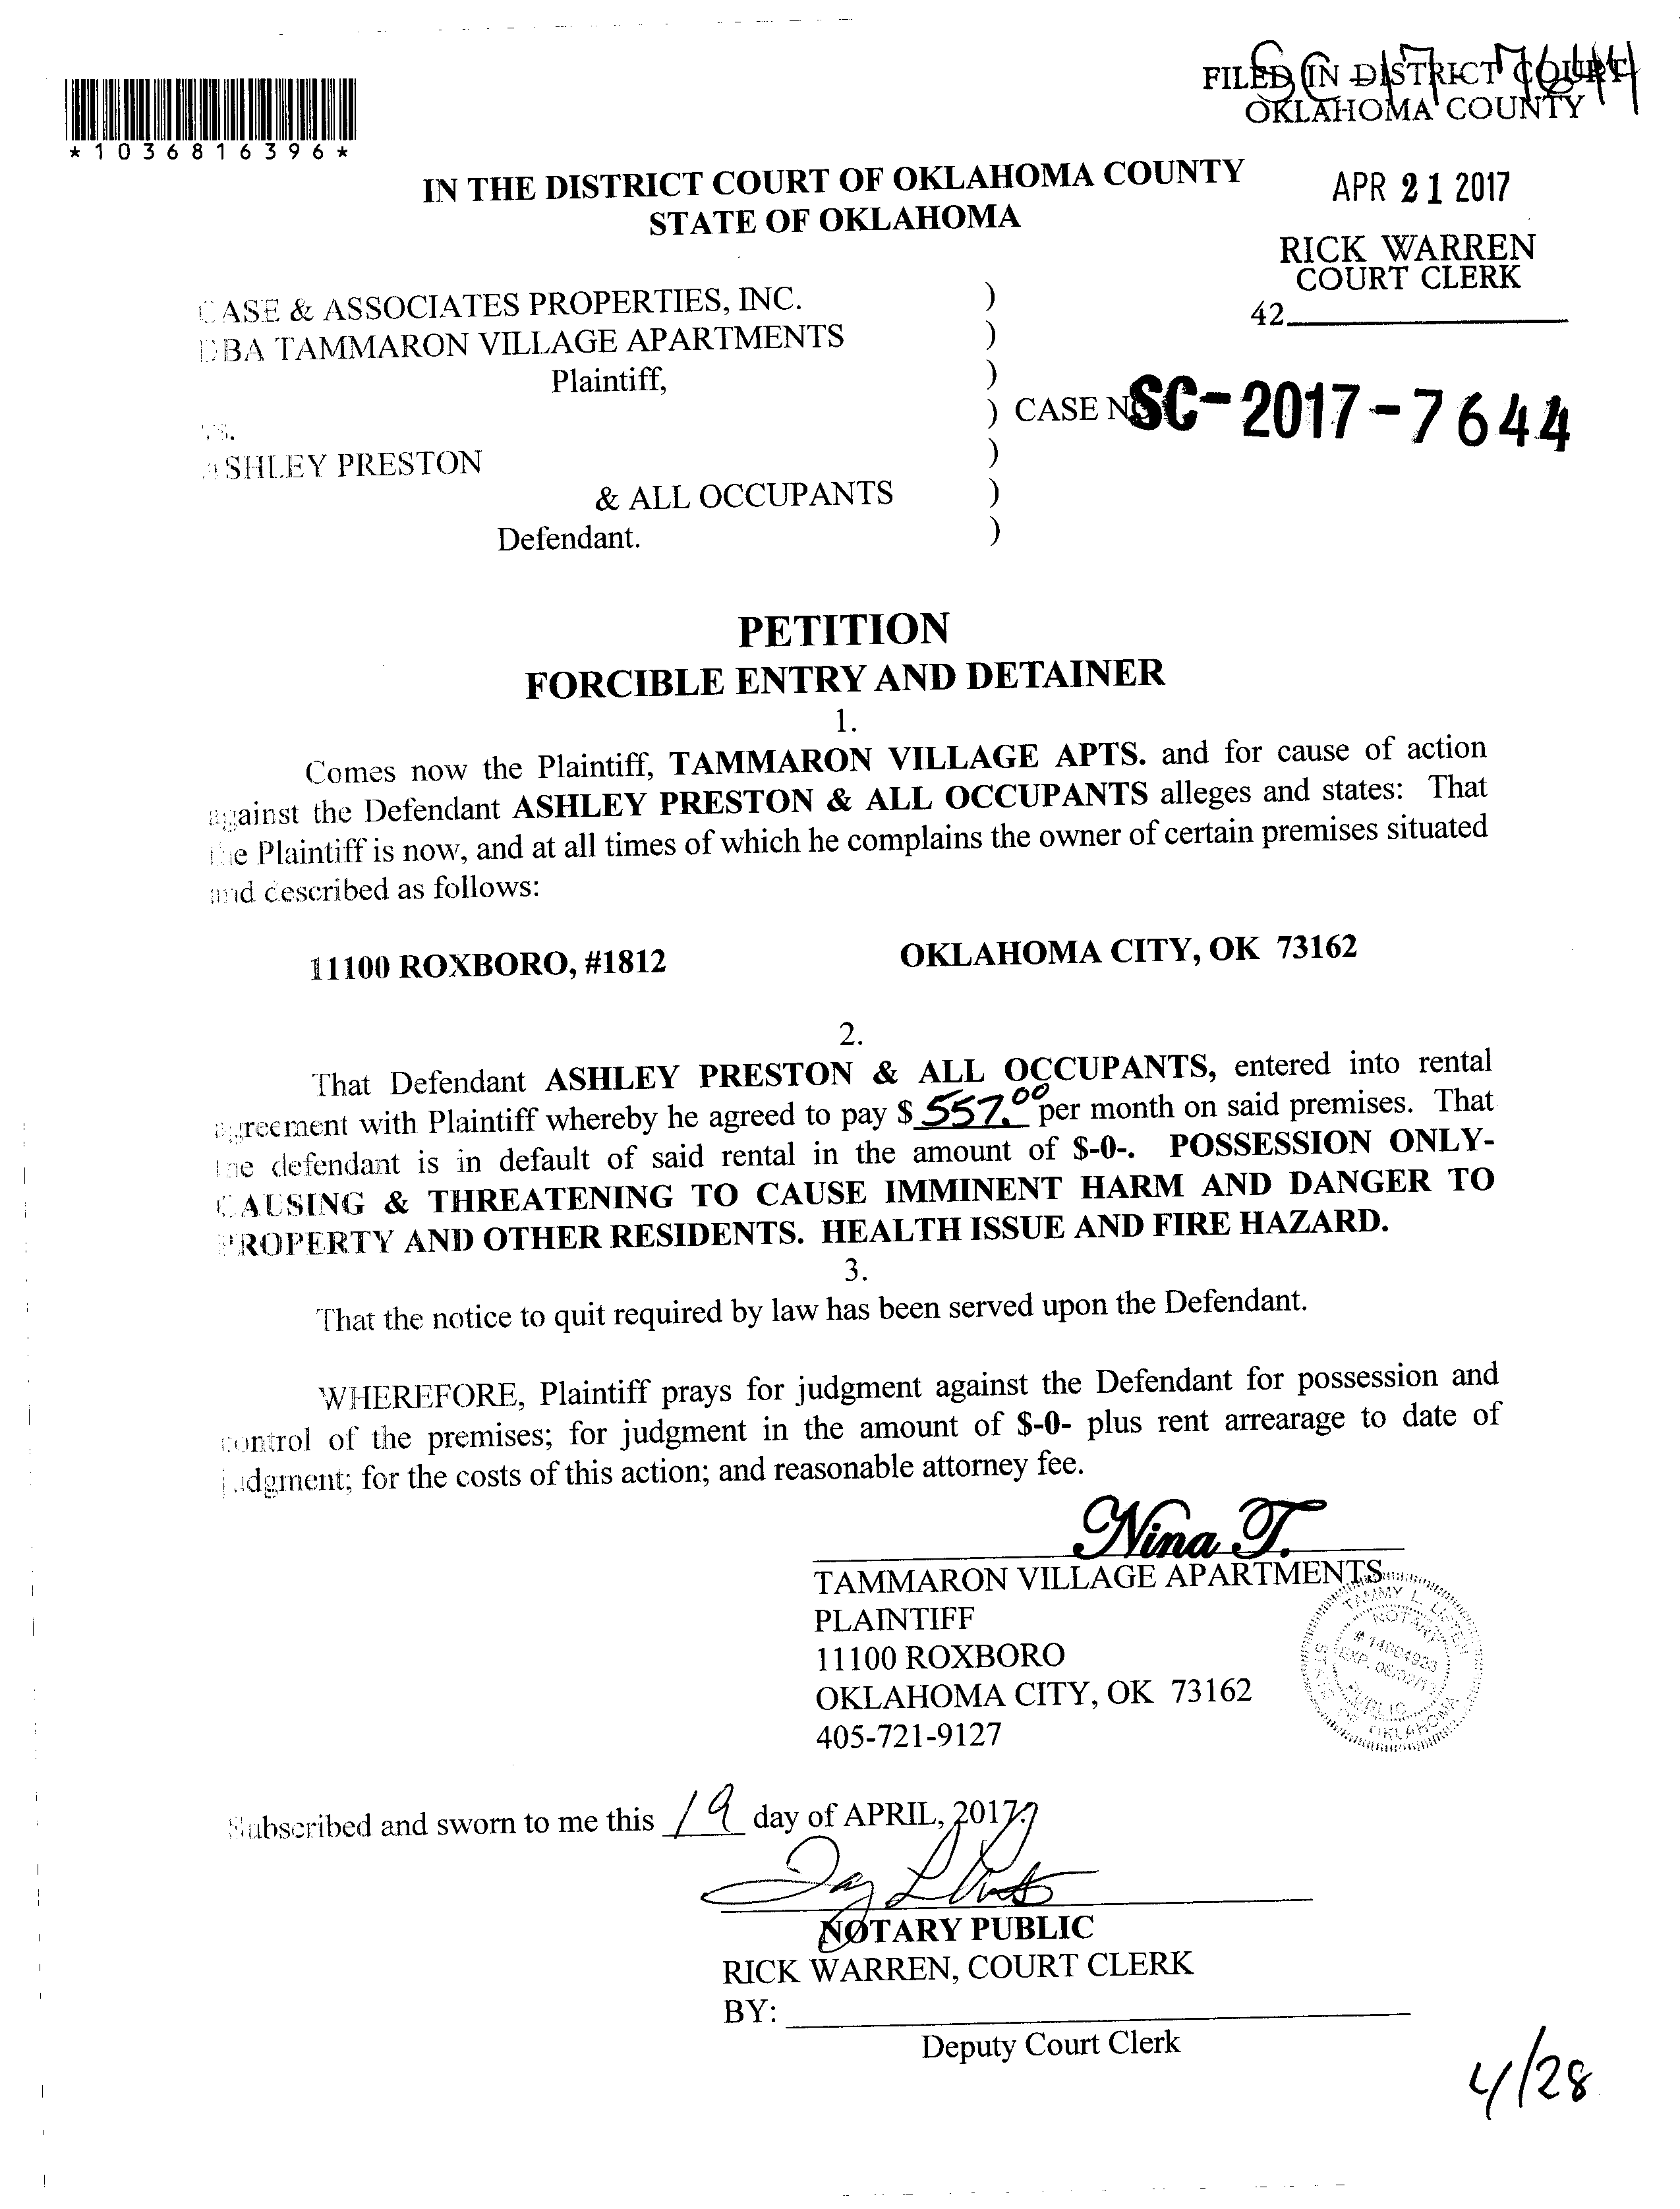 SC 17 7644
FILED IN DISTRICT COURT
OKLAHOMA COUNTY
*1036816396*
IN THE DISTRICT COURT OF OKLAHOMA COUNTY
STATE OF OKLAHOMA
APR 21 2017
RICK WARREN
COURT CLERK
42
CASE & ASSOCIATES PROPERTIES, INC. )
DBA TAMMARON VILLAGE APARTMENTS )
Plaintiff, )
vs. ) CASE NO SC-2017-7644
ASHLEY PRESTON )
& ALL OCCUPANTS )
Defendant. )
PETITION
FORCIBLE ENTRY AND DETAINER
1.
Comes now the Plaintiff, TAMMARON VILLAGE APTS. and for cause of action
against the Defendant ASHLEY PRESTON & ALL OCCUPANTS alleges and states: That
the Plaintiff is now, and at all times of which he complains the owner of certain premises situated
and described as follows:
11100 ROXBORO, #1812 OKLAHOMA CITY, OK 73162
2.
That Defendant ASHLEY PRESTON & ALL OCCUPANTS, entered into rental
agreement with Plaintiff whereby he agreed to pay $ 557.00 per month on said premises. That
the defendant is in default of said rental in the amount of $-0-. POSSESSION ONLY-
CAUSING & THREATENING TO CAUSE IMMINENT HARM AND DANGER TO
PROPERTY AND OTHER RESIDENTS. HEALTH ISSUE AND FIRE HAZARD.
3.
That the notice to quit required by law has been served upon the Defendant.
WHEREFORE, Plaintiff prays for judgment against the Defendant for possession and
control of the premises; for judgment in the amount of $-0- plus rent arrearage to date of
judgment; for the costs of this action; and reasonable attorney fee.
Nina T.
TAMMARON VILLAGE APARTMENTS
PLAINTIFF
11100 ROXBORO
OKLAHOMA CITY, OK 73162
405-721-9127
TAMMY L.
NOTARY
# 14004923
EXP.
PUBLIC
STATE OF OKLAHOMA
Subscribed and sworn to me this 19 day of APRIL, 2017.
NOTARY PUBLIC
RICK WARREN, COURT CLERK
BY:
Deputy Court Clerk
4/28